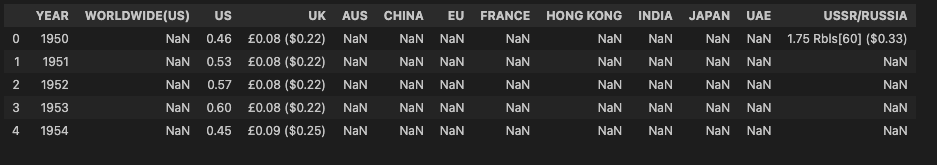 YEAR WORLDWIDE(US) US UK AUS CHINA EU FRANCE HONG KONG INDIA JAPAN UAE USSR/RUSSIA
0 1950 NaN 0.46 £0.08 ($0.22) NaN NaN NaN NaN NaN NaN NaN NaN 1.75 Rbls[60] ($0.33)
1 1951 NaN 0.53 £0.08 ($0.22) NaN NaN NaN NaN NaN NaN NaN NaN NaN
2 1952 NaN 0.57 £0.08 ($0.22) NaN NaN NaN NaN NaN NaN NaN NaN NaN
3 1953 NaN 0.60 £0.08 ($0.22) NaN NaN NaN NaN NaN NaN NaN NaN NaN
4 1954 NaN 0.45 £0.09 ($0.25) NaN NaN NaN NaN NaN NaN NaN NaN NaN